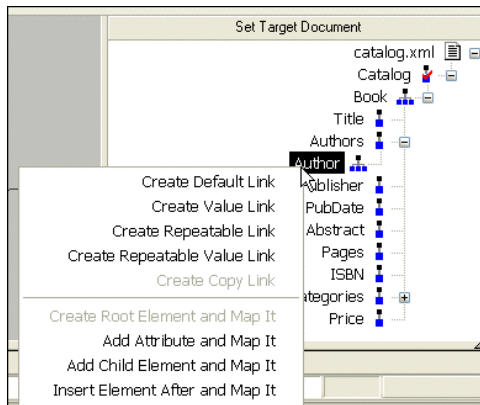 Set Target Document
catalog.xml
Catalog
Book
Title
Authors
Author
Publisher
PubDate
Abstract
Pages
ISBN
ategories
Price
Create Default Link
Create Value Link
Create Repeatable Link
Create Repeatable Value Link
Create Copy Link
Create Root Element and Map It
Add Attribute and Map It
Add Child Element and Map It
Insert Element After and Map It